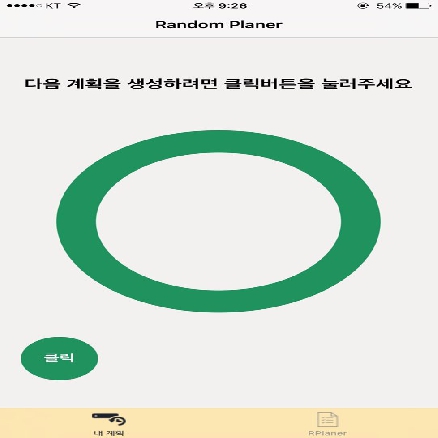 KT 오후 9:26 54%
Random Planer
다음 계획을 생성하려면 클릭버튼을 눌러주세요
클릭
내 계획
RPlaner